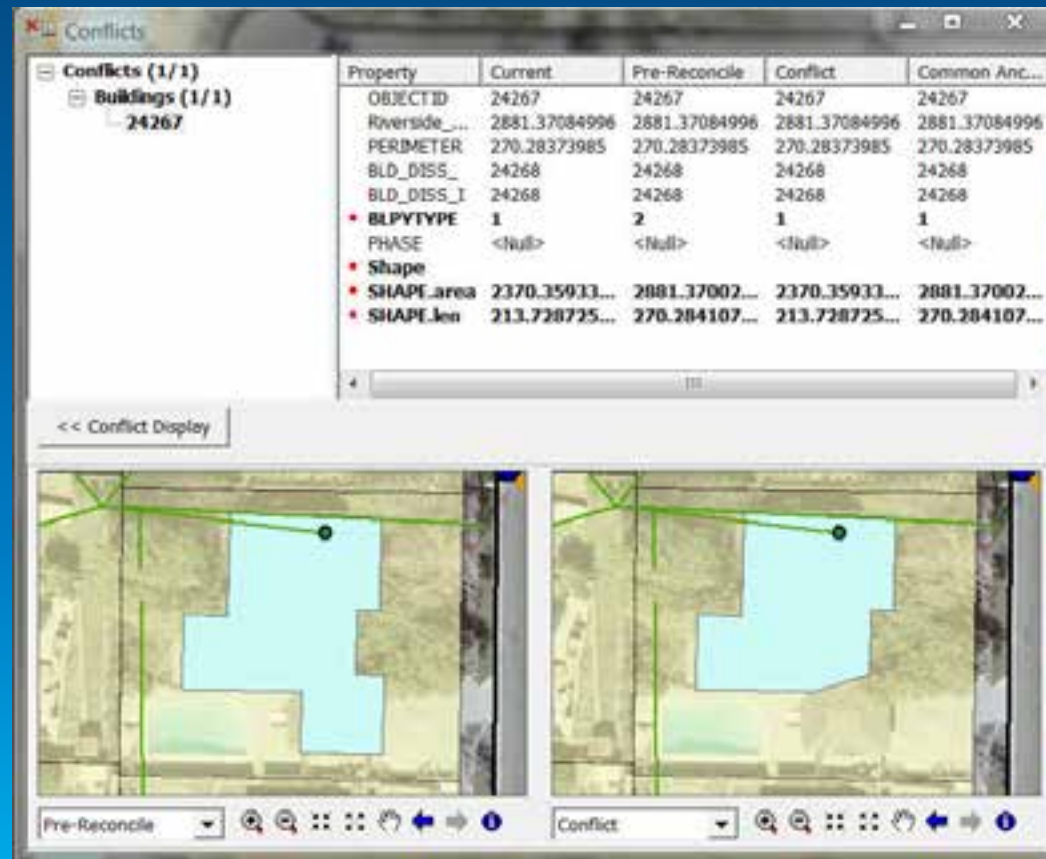 Conflicts
Conflicts (1/1)
Buildings (1/1)
24267
Property Current Pre-Reconcile Conflict Common Anc...
OBJECTID 24267 24267 24267 24267
Riverside_... 2881.37084996 2881.37084996 2881.37084996 2881.37084996
PERIMETER 270.28373985 270.28373985 270.28373985 270.28373985
BLD_DISS_ 24268 24268 24268 24268
BLD_DISS_I 24268 24268 24268 24268
BLPYTYPE 1 2 1 1
PHASE <Null> <Null> <Null> <Null>
Shape
SHAPE.area 2370.35933... 2881.37002... 2370.35933... 2881.37002...
SHAPE.len 213.728725... 270.284107... 213.728725... 270.284107...
<< Conflict Display
Pre-Reconcile Conflict